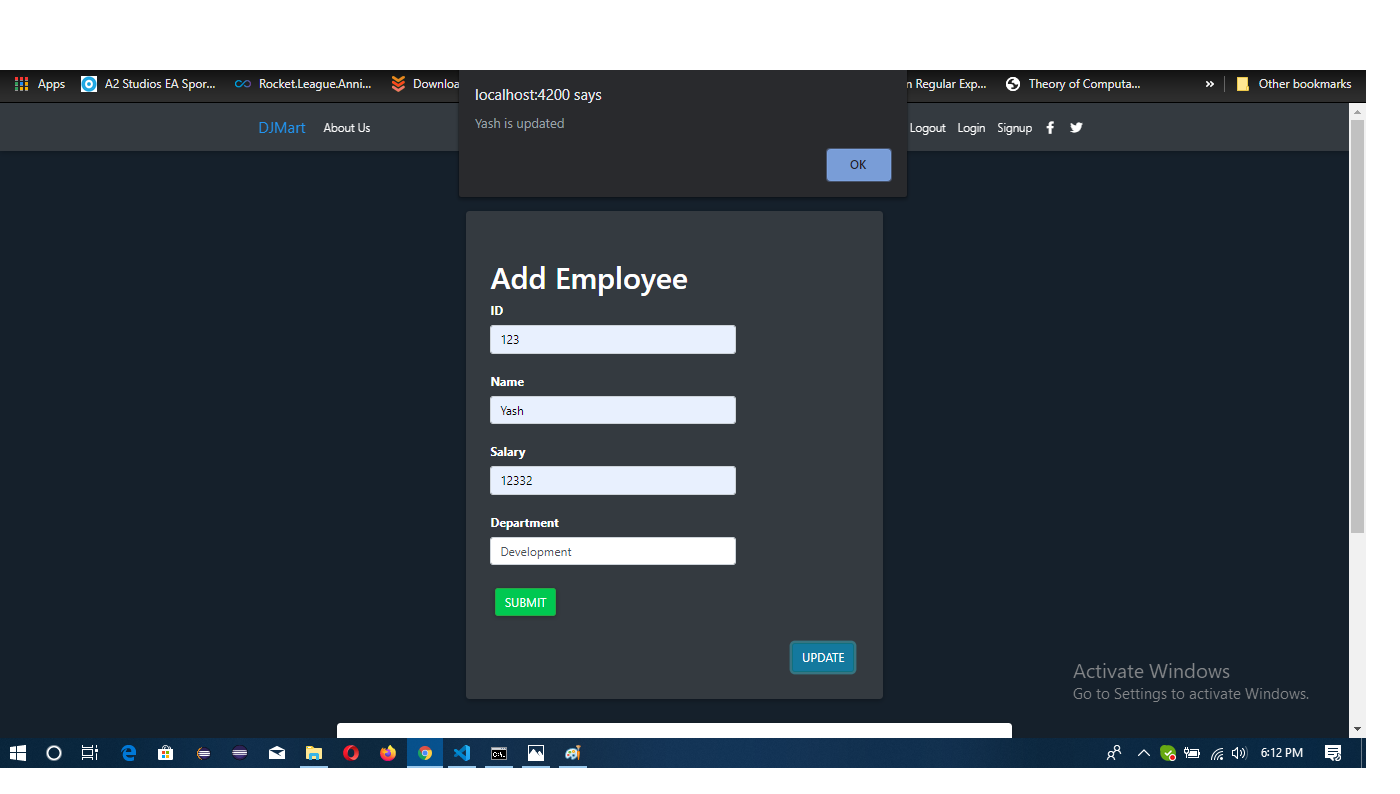 Apps A2 Studios EA Spor... Rocket.League.Anni... Downloa n Regular Exp... Theory of Computa... » Other bookmarks
localhost:4200 says
Yash is updated
OK
DJMart About Us Logout Login Signup
Add Employee
ID
123
Name
Yash
Salary
12332
Department
Development
SUBMIT
UPDATE
Activate Windows
Go to Settings to activate Windows.
6:12 PM